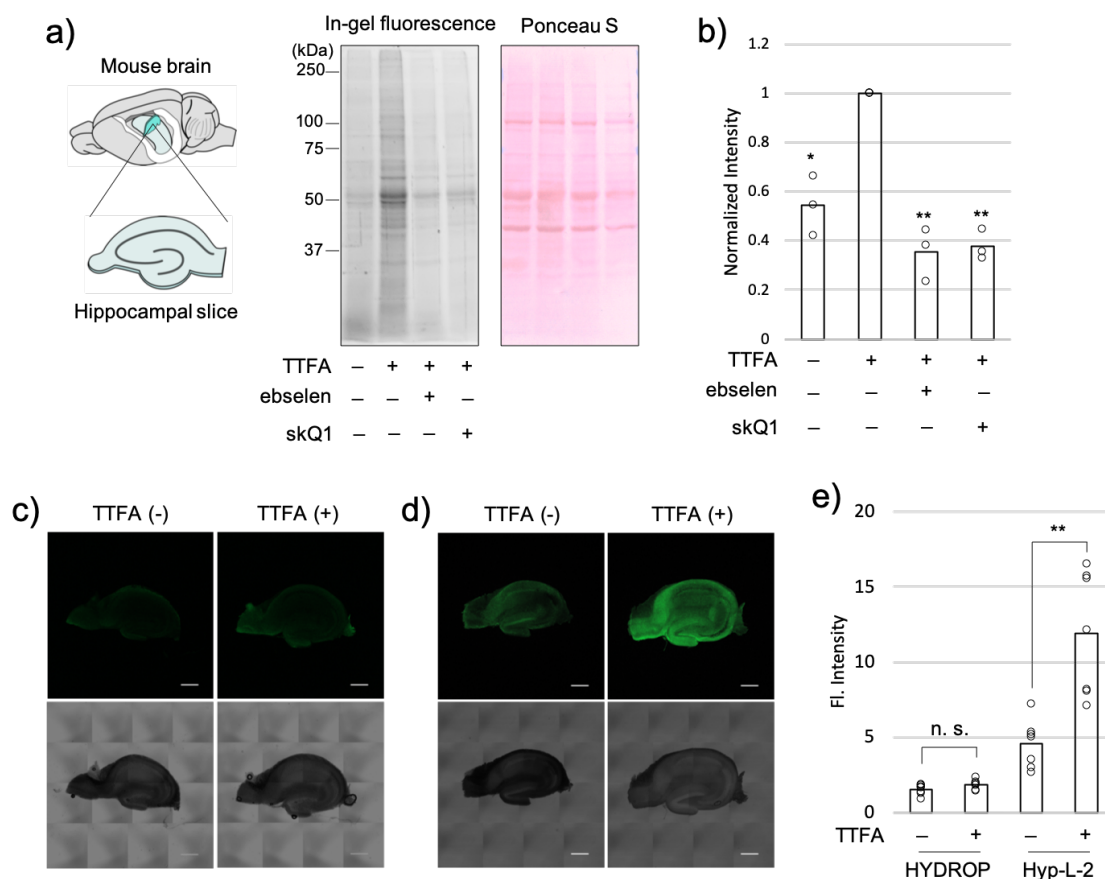 a)
Mouse brain
Hippocampal slice
In-gel fluorescence
Ponceau S
(kDa)
250
100
75
50
37
TTFA – + + +
ebselen – – + –
skQ1 – – – +
b)
Normalized Intensity
1.2
1
0.8
0.6
0.4
0.2
0
*
**
**
TTFA – + + +
ebselen – – + –
skQ1 – – – +
c)
TTFA (-)
TTFA (+)
d)
TTFA (-)
TTFA (+)
e)
Fl. Intensity
20
15
10
5
0
n. s.
**
TTFA – + – +
HYDROP
Hyp-L-2